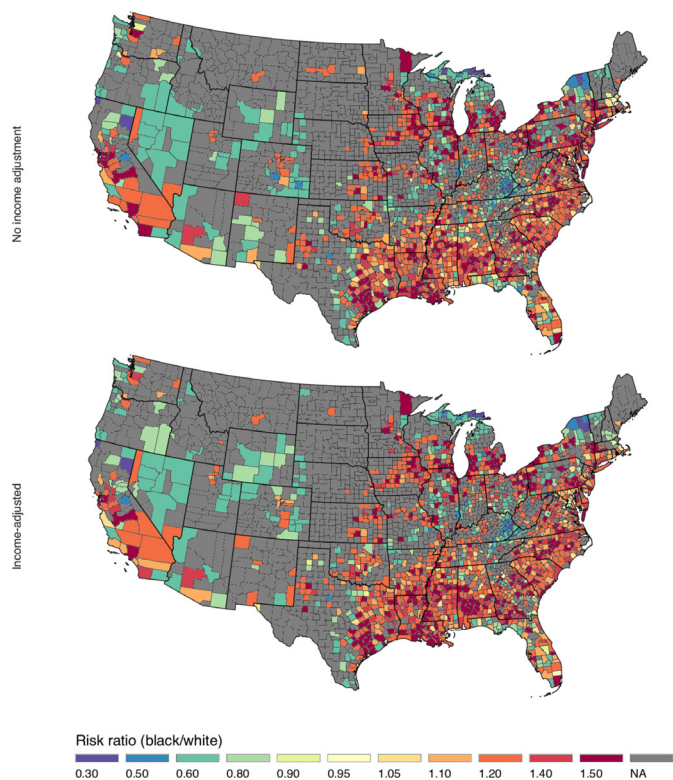 No income adjustment
Income-adjusted
Risk ratio (black/white)
0.30 0.50 0.60 0.80 0.90 0.95 1.05 1.10 1.20 1.40 1.50 NA